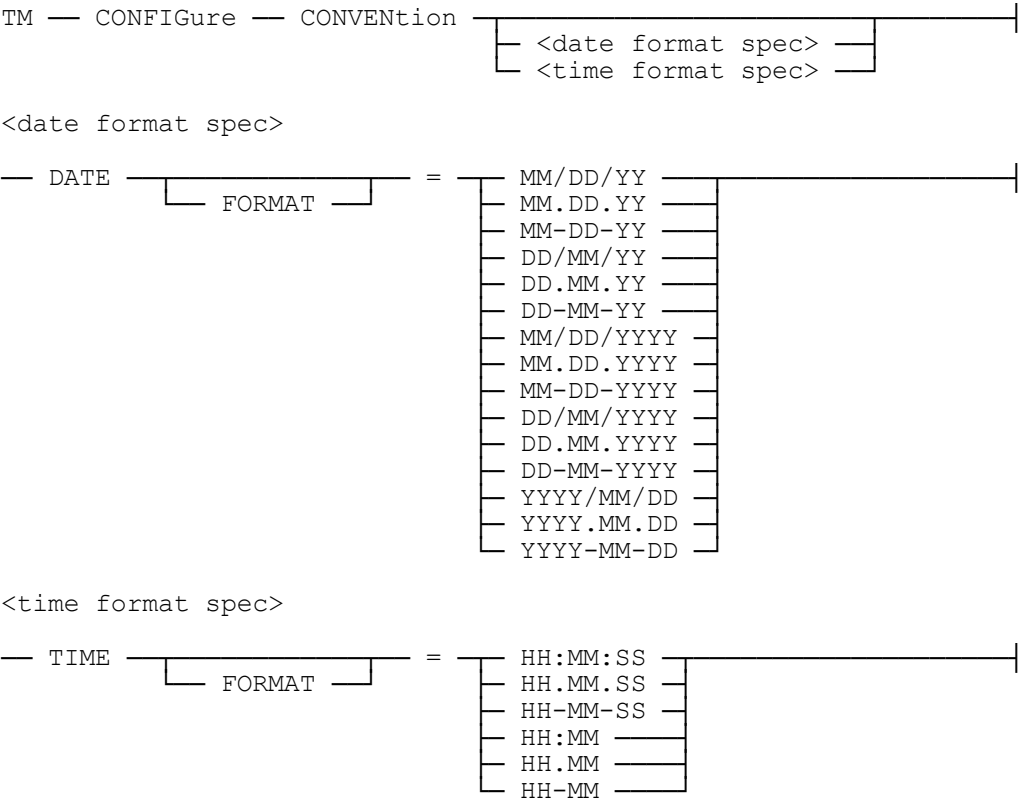 TM CONFIGure CONVENtion
<date format spec>
<time format spec>
<date format spec>
DATE = MM/DD/YY
FORMAT MM.DD.YY
MM-DD-YY
DD/MM/YY
DD.MM.YY
DD-MM-YY
MM/DD/YYYY
MM.DD.YYYY
MM-DD-YYYY
DD/MM/YYYY
DD.MM.YYYY
DD-MM-YYYY
YYYY/MM/DD
YYYY.MM.DD
YYYY-MM-DD
<time format spec>
TIME = HH:MM:SS
FORMAT HH.MM.SS
HH-MM-SS
HH:MM
HH.MM
HH-MM